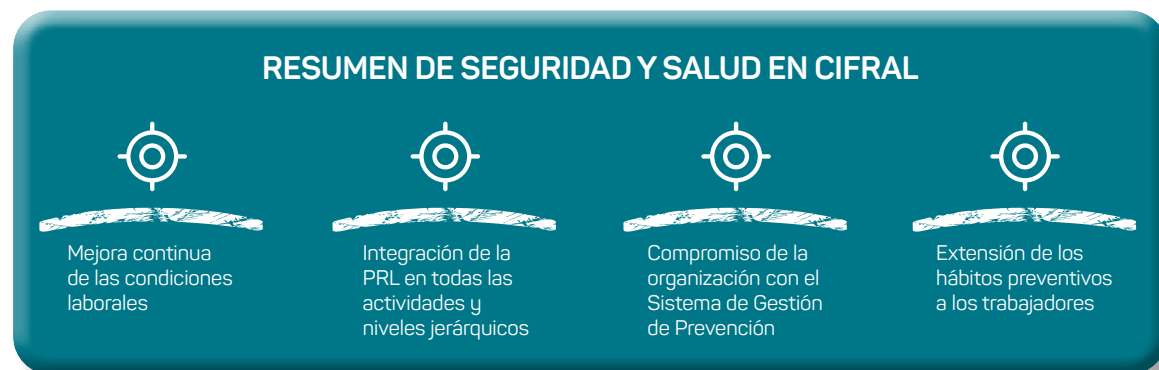 RESUMEN DE SEGURIDAD Y SALUD EN CIFRAL
Mejora continua
de las condiciones
laborales
Integración de la
PRL en todas las
actividades y
niveles jerárquicos
Compromiso de la
organización con el
Sistema de Gestión
de Prevención
Extensión de los
hábitos preventivos
a los trabajadores